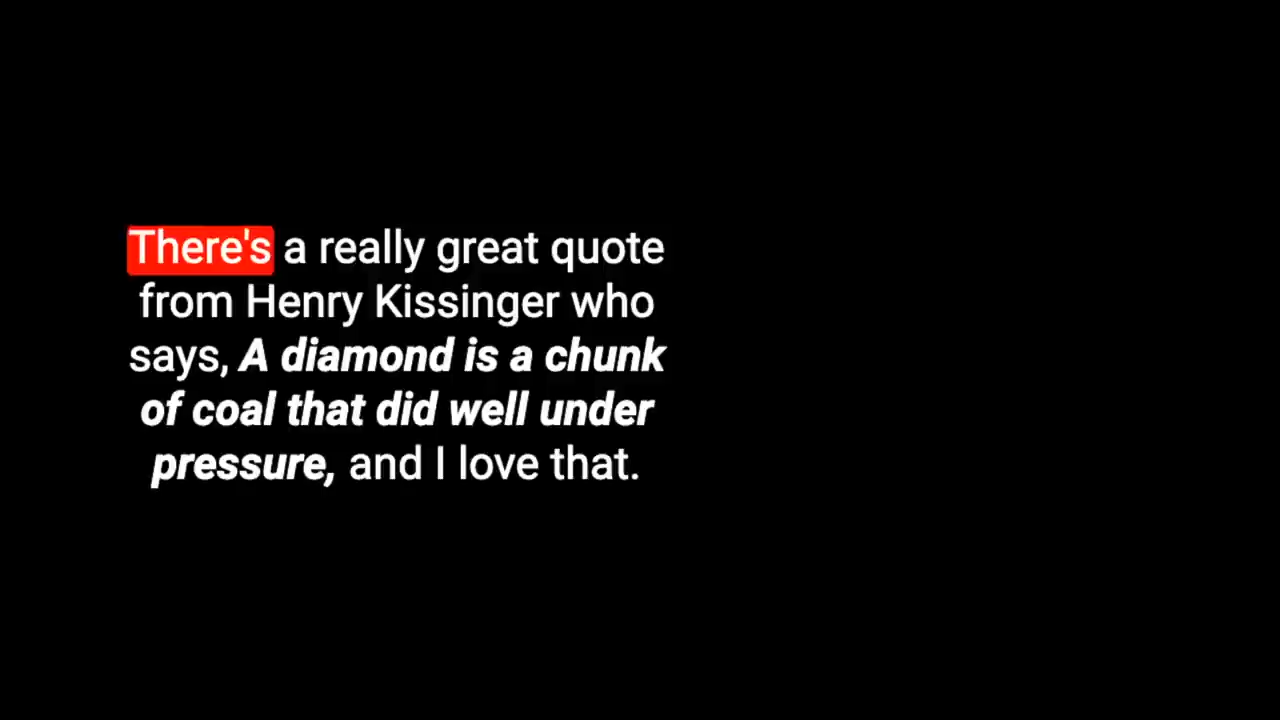 There's a really great quote
from Henry Kissinger who
says, A diamond is a chunk
of coal that did well under
pressure, and I love that.